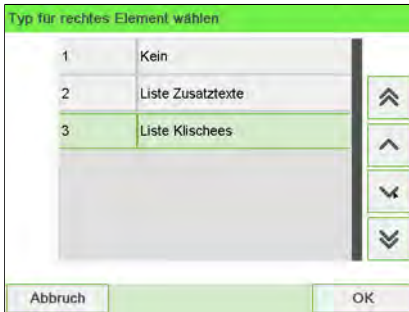 Typ für rechtes Element wählen
1 Kein
2 Liste Zusatztexte
3 Liste Klischees
Abbruch OK